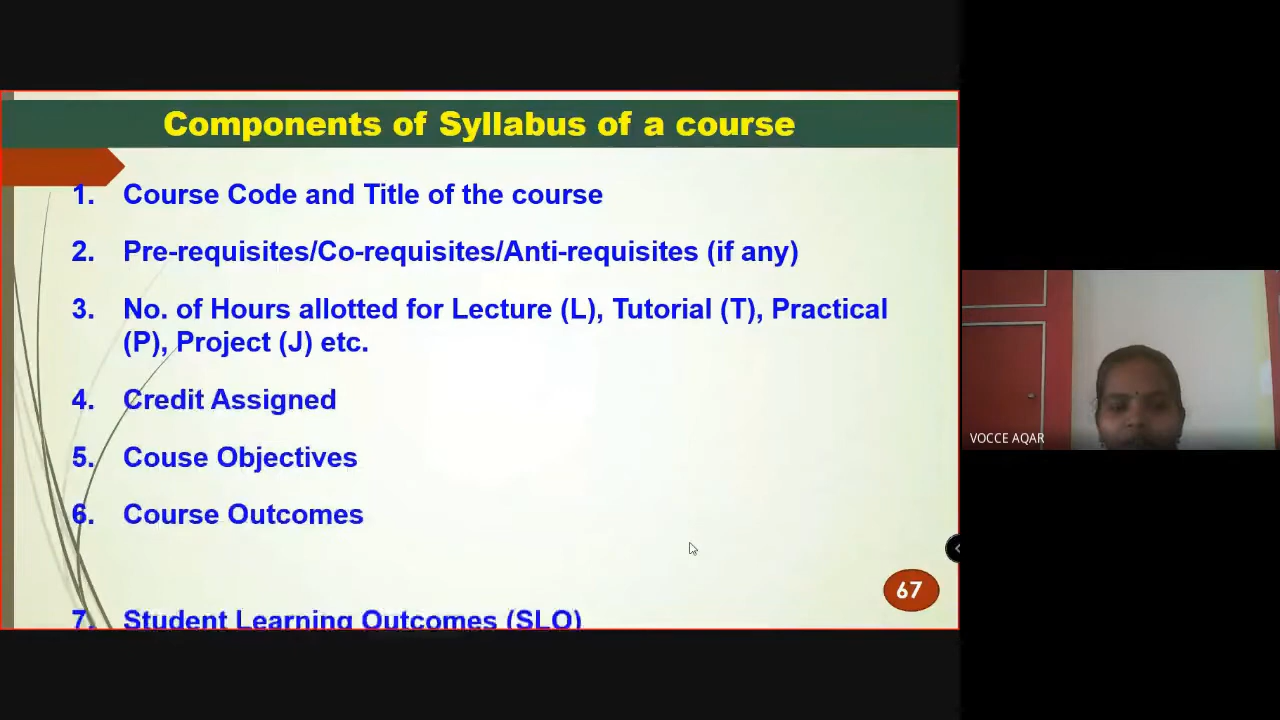 Components of Syllabus of a course
1. Course Code and Title of the course
2. Pre-requisites/Co-requisites/Anti-requisites (if any)
3. No. of Hours allotted for Lecture (L), Tutorial (T), Practical
(P), Project (J) etc.
4. Credit Assigned
5. Couse Objectives
6. Course Outcomes
7. Student Learning Outcomes (SLO)
67
VOCCE AQAR